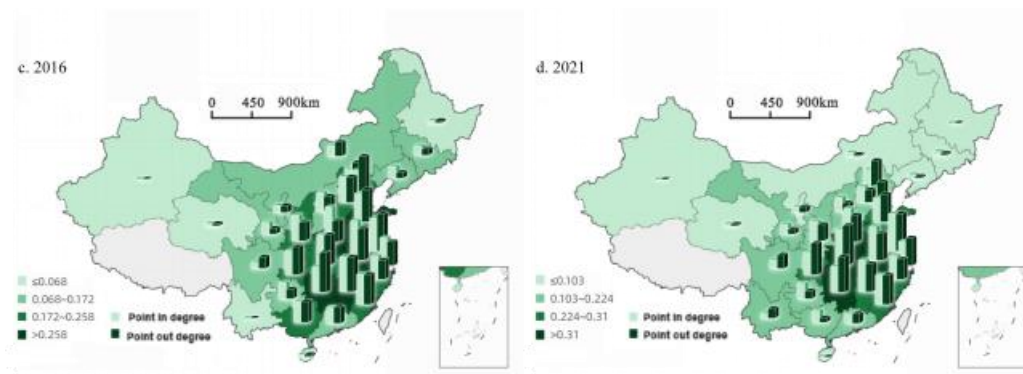 c. 2016
0 450 900km
≤0.068
0.068~0.172
0.172~0.258
>0.258
Point in degree
Point out degree
d. 2021
0 450 900km
≤0.103
0.103~0.224
0.224~0.31
>0.31
Point in degree
Point out degree